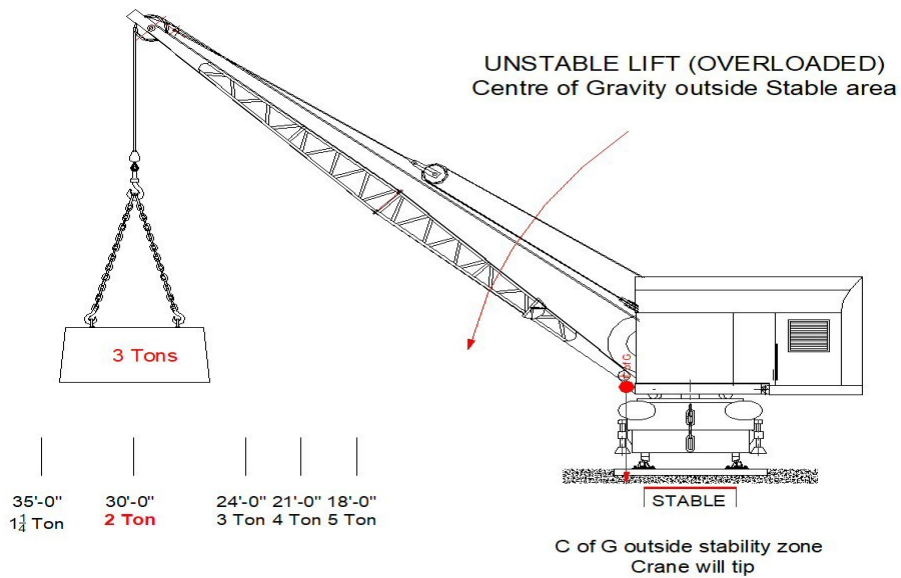 UNSTABLE LIFT (OVERLOADED)
Centre of Gravity outside Stable area
3 Tons
C of G
35'-0" 30'-0" 24'-0" 21'-0" 18'-0"
1¼ Ton 2 Ton 3 Ton 4 Ton 5 Ton
STABLE
C of G outside stability zone
Crane will tip